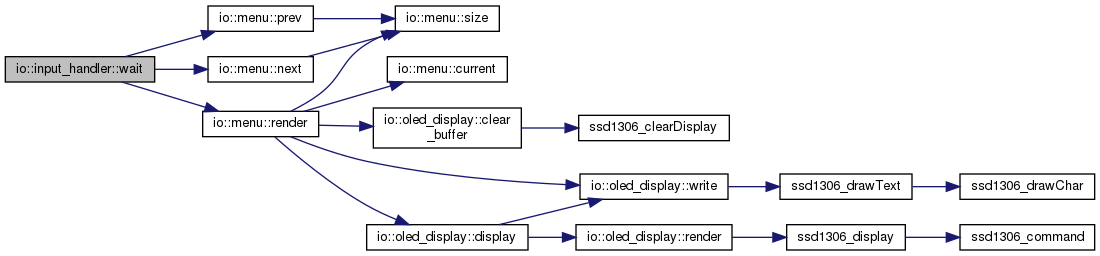 io::input_handler::wait
io::menu::prev
io::menu::next
io::menu::render
io::menu::size
io::menu::current
io::oled_display::clear
_buffer
ssd1306_clearDisplay
io::oled_display::write
ssd1306_drawText
ssd1306_drawChar
io::oled_display::display
io::oled_display::render
ssd1306_display
ssd1306_command